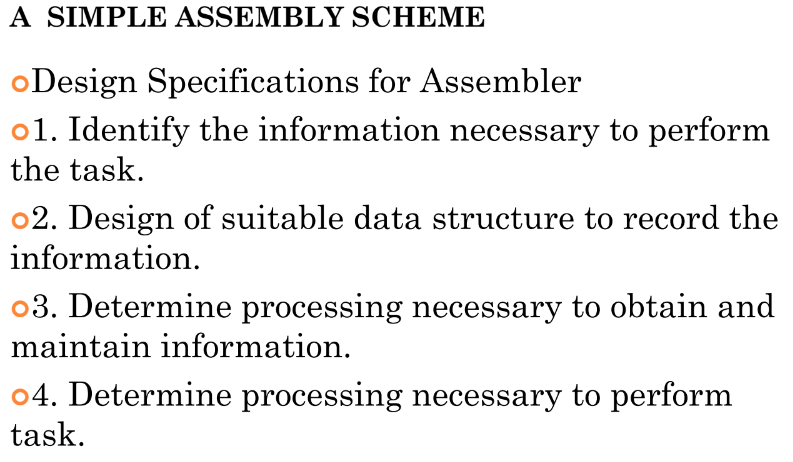 A SIMPLE ASSEMBLY SCHEME
Design Specifications for Assembler
1. Identify the information necessary to perform
the task.
2. Design of suitable data structure to record the
information.
3. Determine processing necessary to obtain and
maintain information.
4. Determine processing necessary to perform
task.